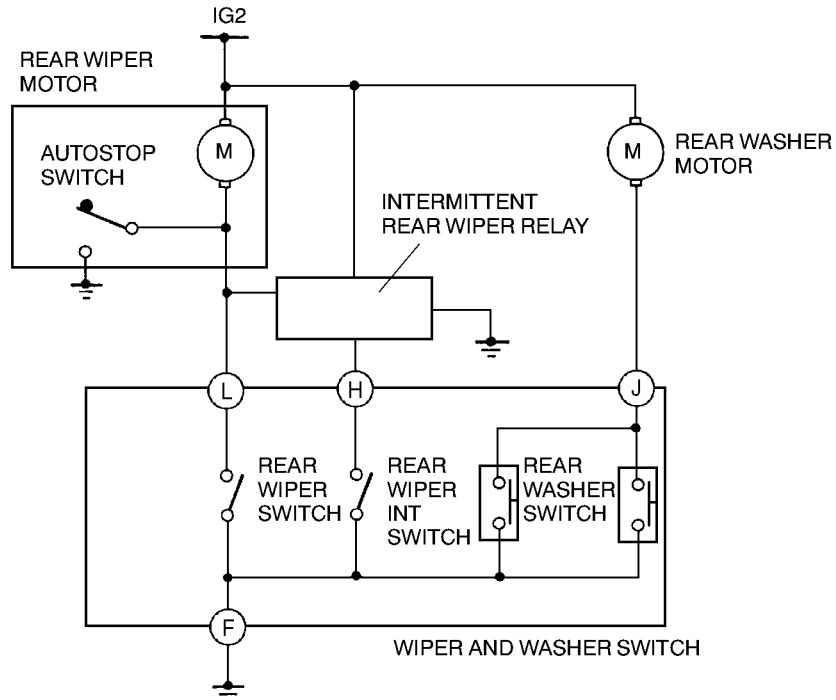 IG2
REAR WIPER
MOTOR
M
AUTOSTOP
SWITCH
M
REAR WASHER
MOTOR
INTERMITTENT
REAR WIPER RELAY
L
H
J
REAR
WIPER
SWITCH
REAR
WIPER
INT
SWITCH
REAR
WASHER
SWITCH
F
WIPER AND WASHER SWITCH